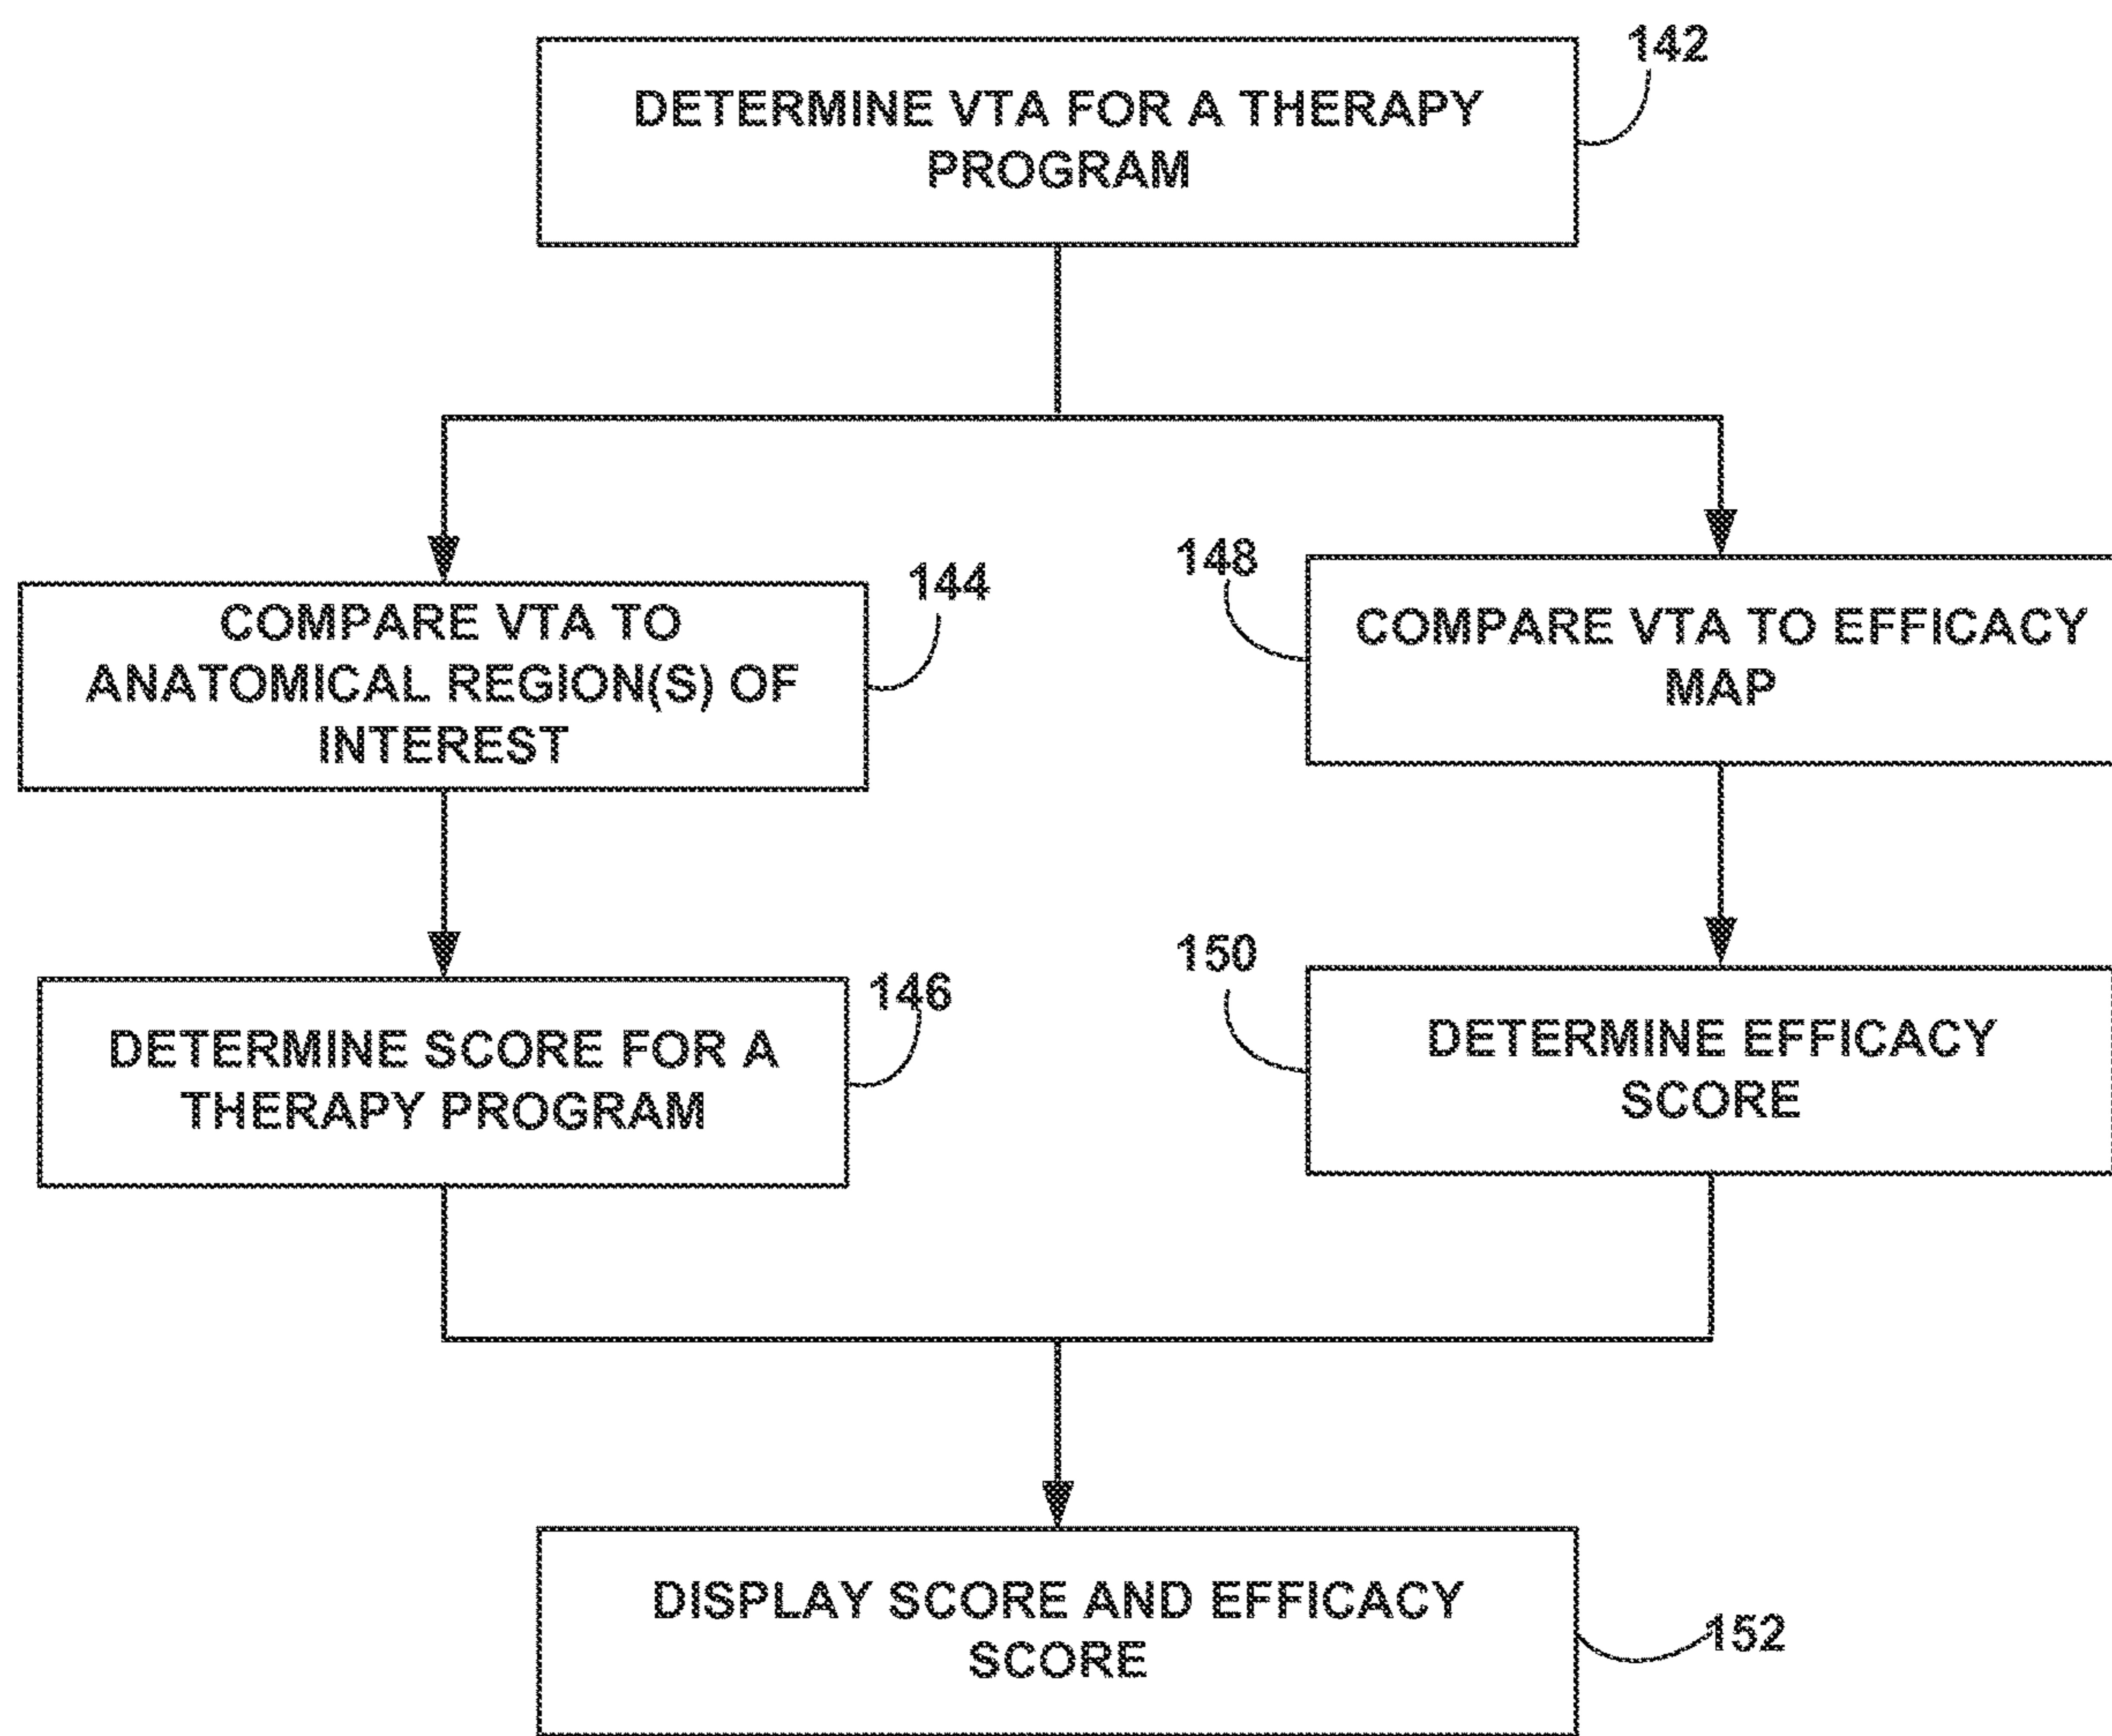 142
DETERMINE VTA FOR A THERAPY
PROGRAM
144
COMPARE VTA TO
ANATOMICAL REGION(S) OF
INTEREST
148
COMPARE VTA TO EFFICACY
MAP
146
DETERMINE SCORE FOR A
THERAPY PROGRAM
150
DETERMINE EFFICACY
SCORE
DISPLAY SCORE AND EFFICACY
SCORE
152